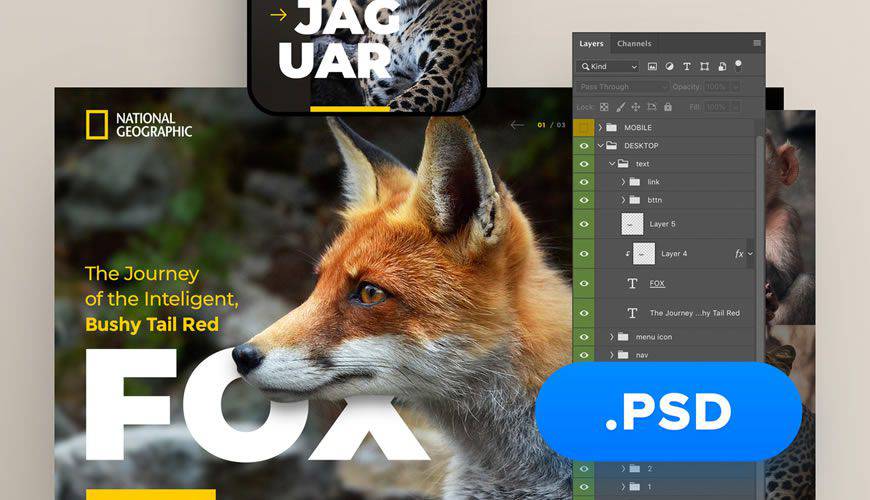 JAG
UAR
NATIONAL
GEOGRAPHIC
01 / 03
The Journey
of the Inteligent,
Bushy Tail Red
FOX
Layers Channels
Kind
Pass Through Opacity: 100%
Lock: Fill: 100%
MOBILE
DESKTOP
text
link
bttn
Layer 5
Layer 4 fx
T FOX
T The Journey ...hy Tail Red
menu icon
nav
.PSD
2
1